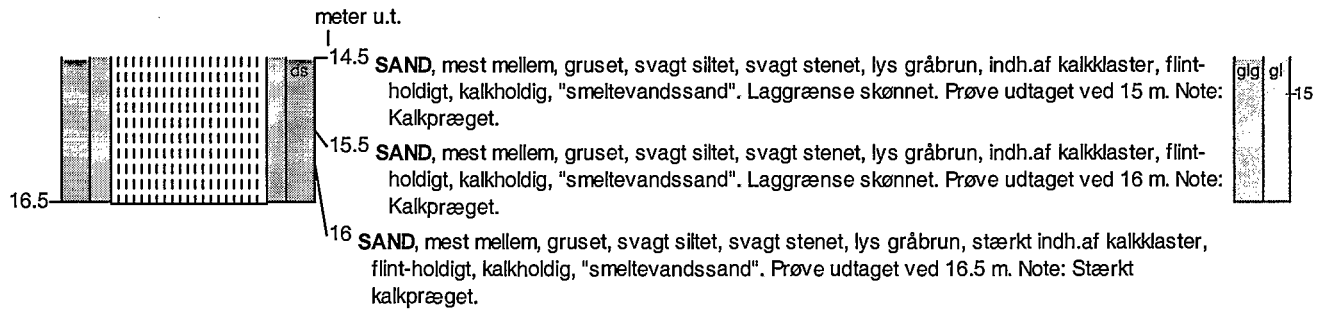 meter u.t.
14.5 SAND, mest mellem, gruset, svagt siltet, svagt stenet, lys gråbrun, indh.af kalkklaster, flint-
holdigt, kalkholdig, "smeltevandssand". Laggrænse skønnet. Prøve udtaget ved 15 m. Note:
Kalkpræget.
15.5 SAND, mest mellem, gruset, svagt siltet, svagt stenet, lys gråbrun, indh.af kalkklaster, flint-
holdigt, kalkholdig, "smeltevandssand". Laggrænse skønnet. Prøve udtaget ved 16 m. Note:
Kalkpræget.
16 SAND, mest mellem, gruset, svagt siltet, svagt stenet, lys gråbrun, stærkt indh.af kalkklaster,
flint-holdigt, kalkholdig, "smeltevandssand". Prøve udtaget ved 16.5 m. Note: Stærkt
kalkpræget.
16.5
ds
glg gl
15